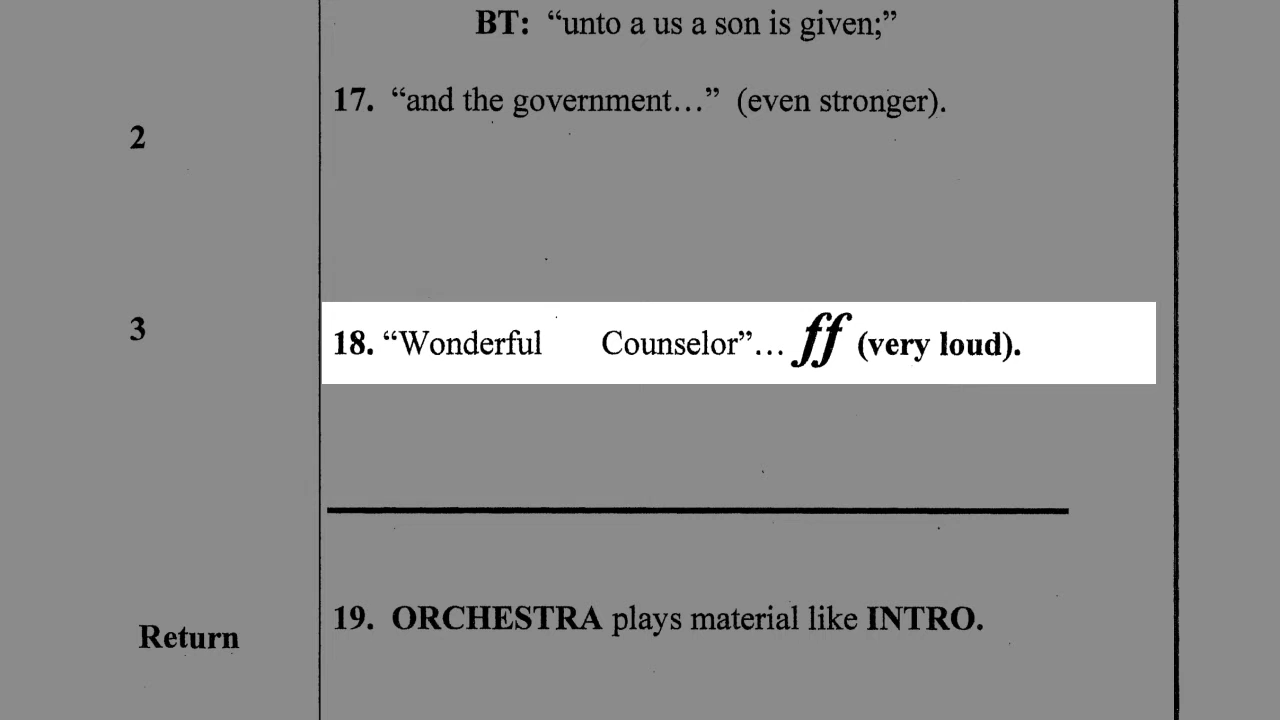 BT: “unto a us a son is given;”
17. “and the government…” (even stronger).
2
3
18. “Wonderful Counselor”… ff (very loud).
19. ORCHESTRA plays material like INTRO.
Return